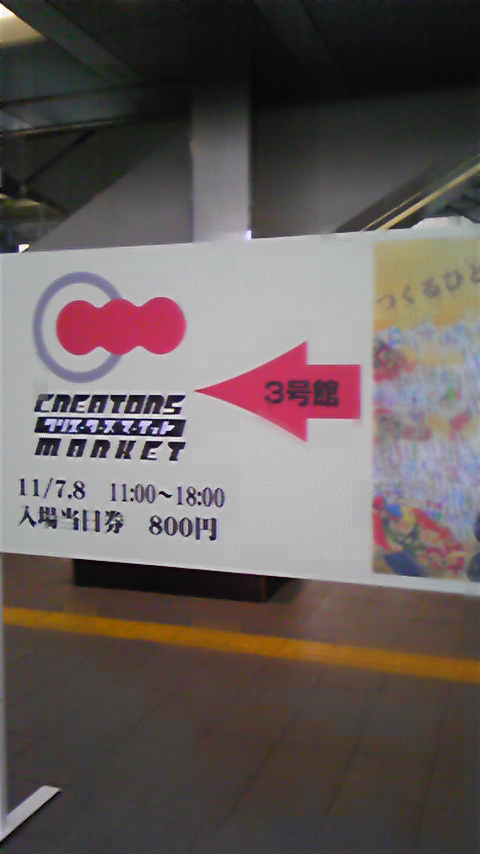 CREATORS
クリエーターズマーケット
MARKET
3号館
11/7.8 11:00~18:00
入場当日券 800円
つくるひと